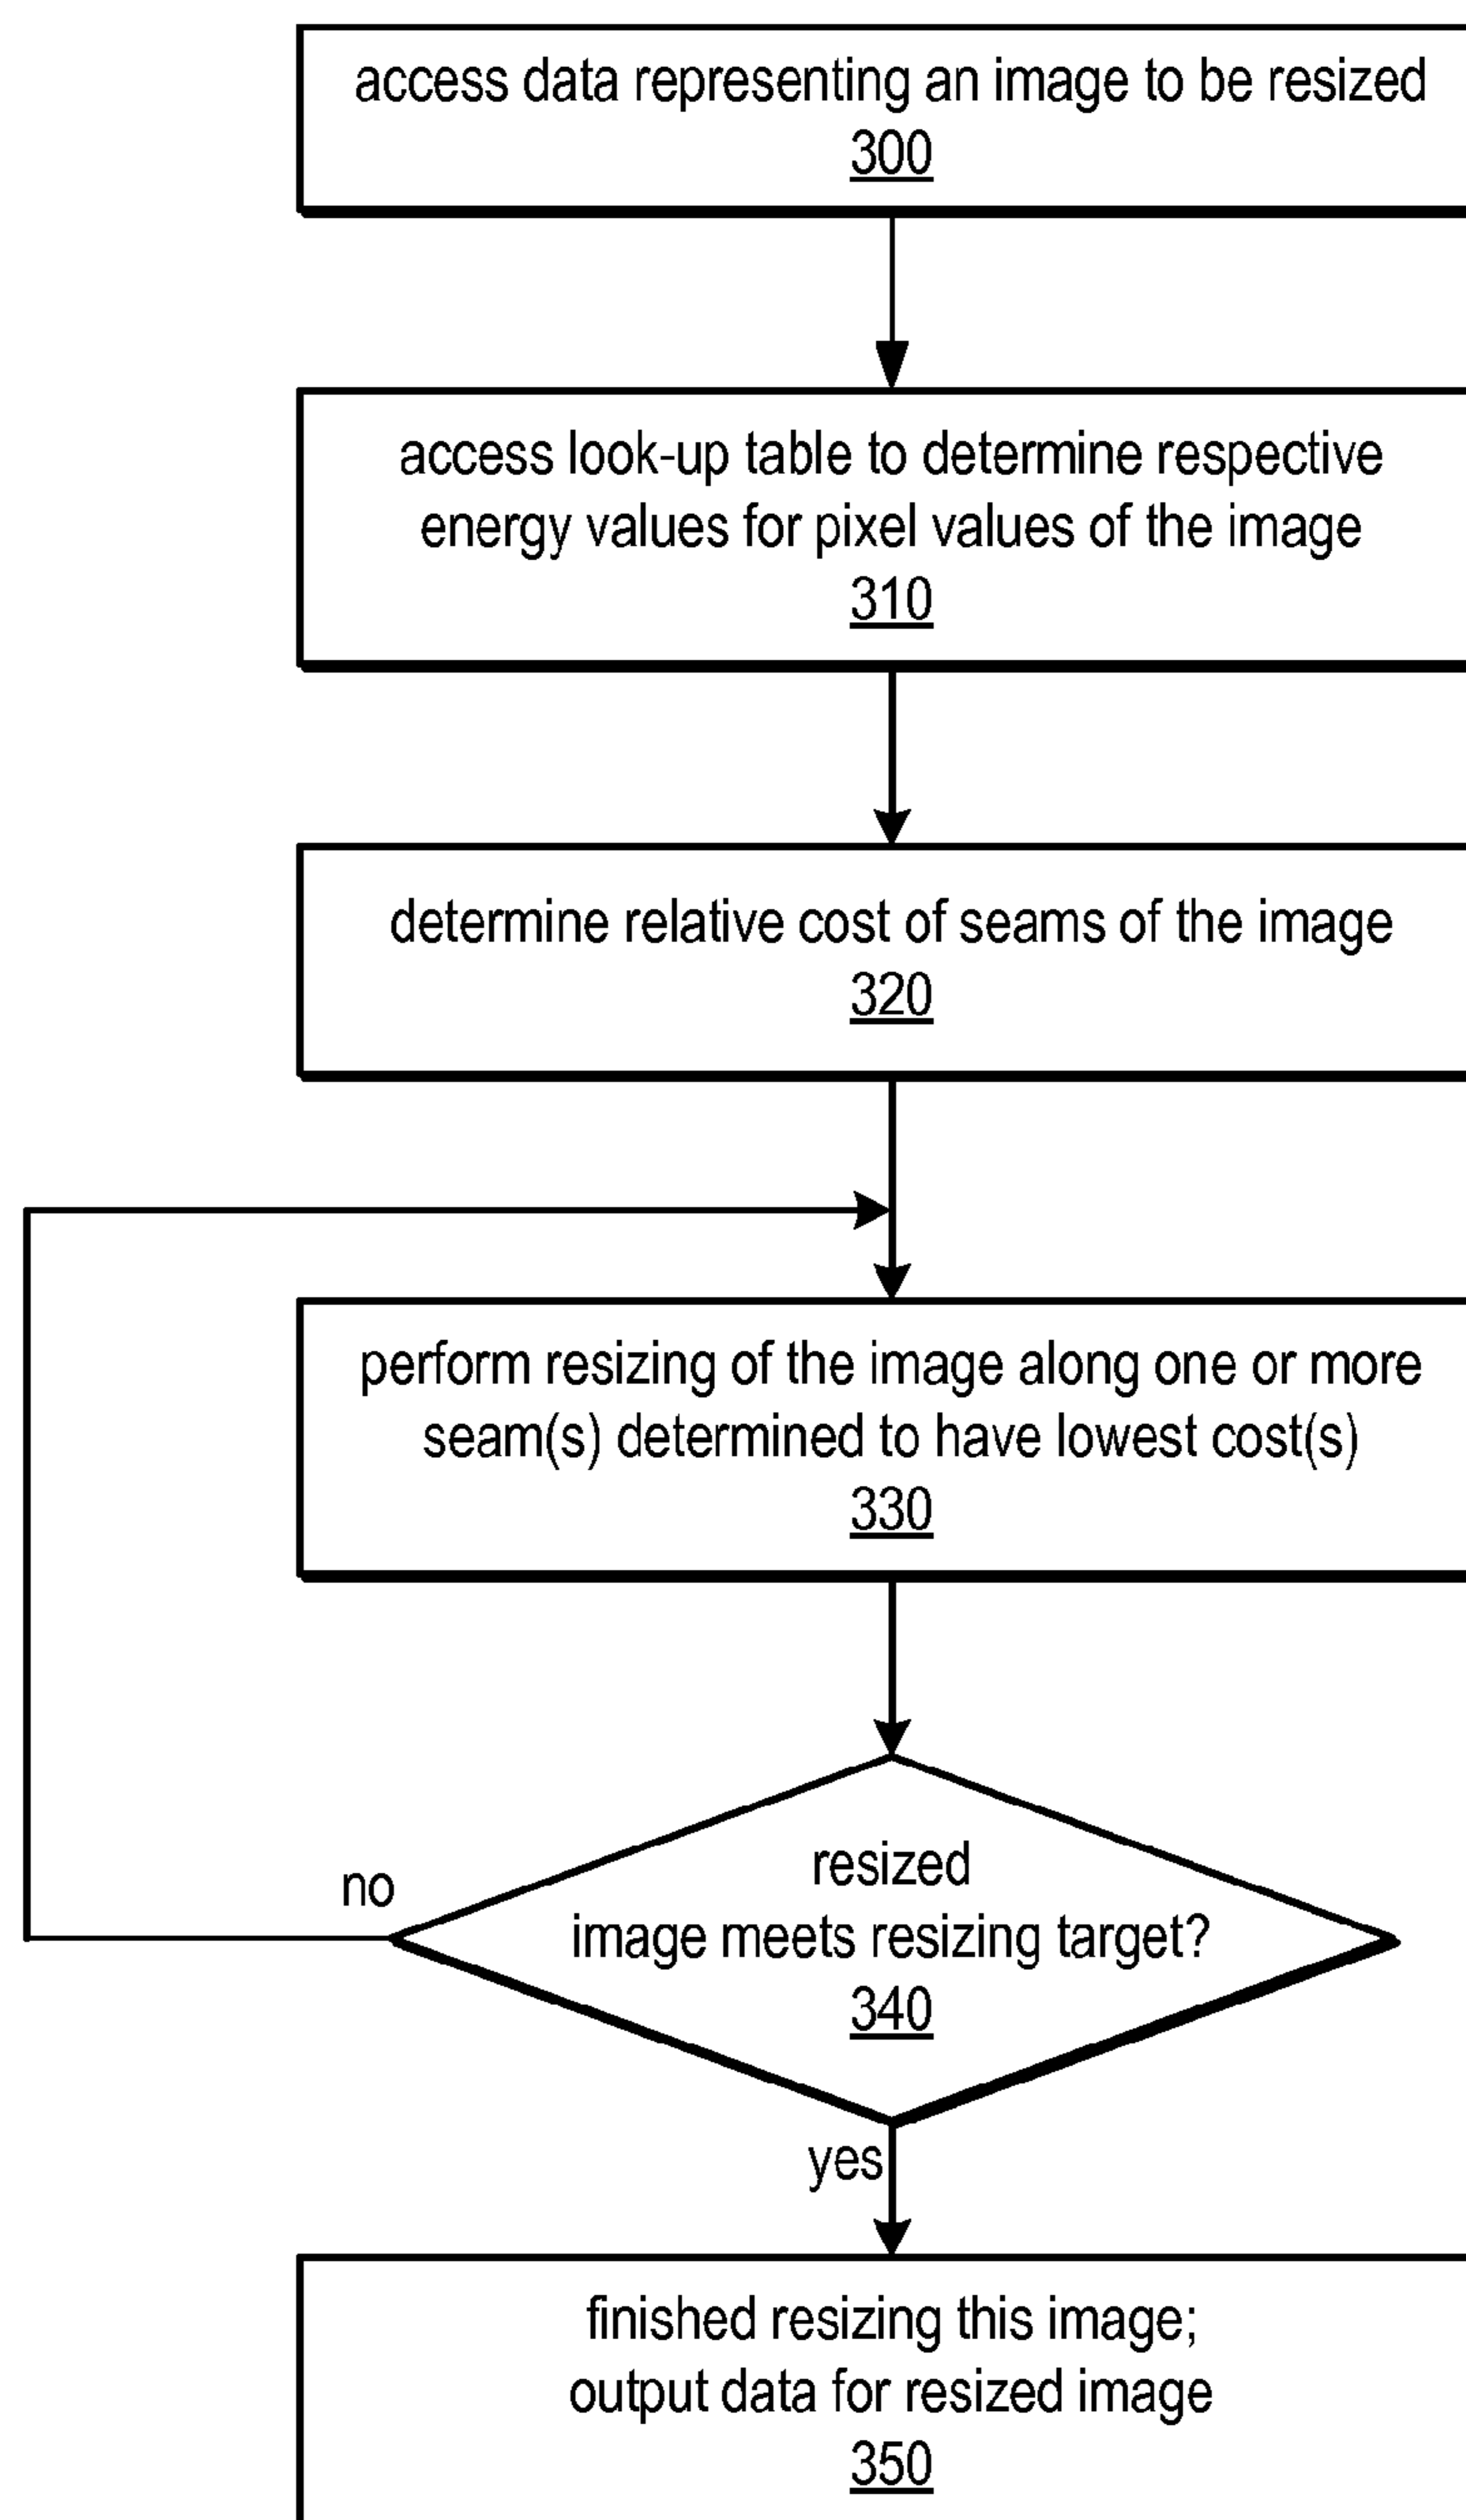 access data representing an image to be resized
300
access look-up table to determine respective
energy values for pixel values of the image
310
determine relative cost of seams of the image
320
perform resizing of the image along one or more
seam(s) determined to have lowest cost(s)
330
resized
no
image meets resizing target?
340
yes
finished resizing this image;
output data for resized image
350